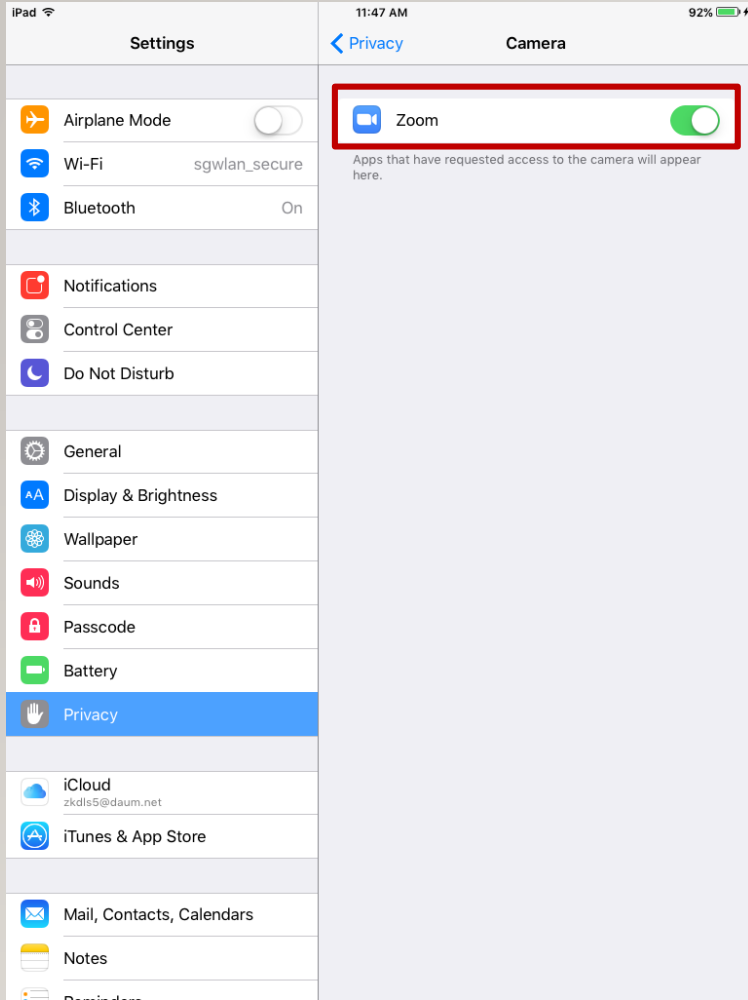 iPad
11:47 AM
92%
Settings
Privacy
Camera
Airplane Mode
Wi-Fi
sgwlan_secure
Bluetooth
On
Notifications
Control Center
Do Not Disturb
General
AA
Display & Brightness
Wallpaper
Sounds
Passcode
Battery
Privacy
iCloud
zkdls5@daum.net
iTunes & App Store
Mail, Contacts, Calendars
Notes
Reminders
Zoom
Apps that have requested access to the camera will appear
here.